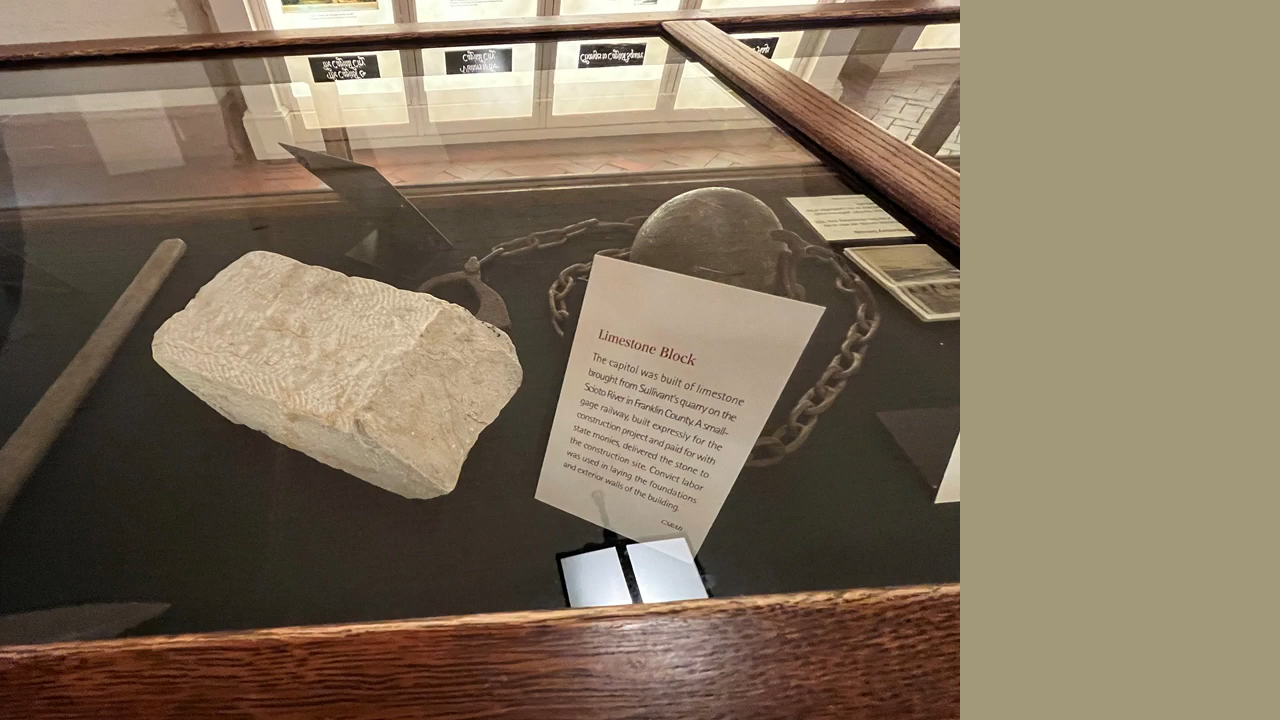 Limestone Block
The capitol was built of limestone
brought from Sullivant's quarry on the
Scioto River in Franklin County. A small-
gage railway, built expressly for the
construction project and paid for with
state monies, delivered the stone to
the construction site. Convict labor
was used in laying the foundations
and exterior walls of the building.
CSRAB